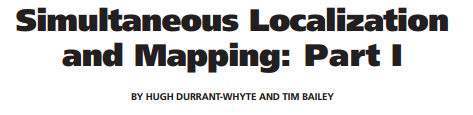 Simultaneous Localization
and Mapping: Part I
BY HUGH DURRANT-WHYTE AND TIM BAILEY